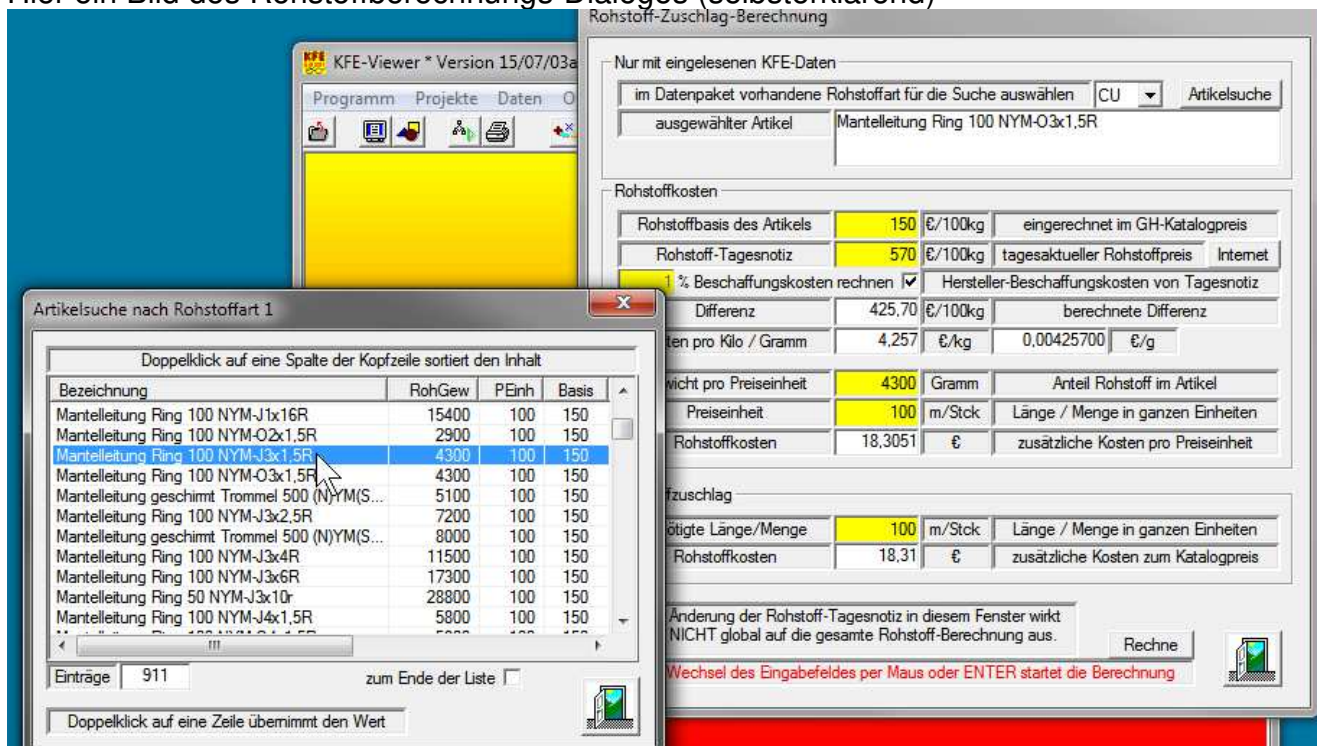 Hier ein Bild des Rohstoffberechnungs-Dialoges (selbsterklärend)
Rohstoff-Zuschlag-Berechnung
KFE-Viewer * Version 15/07/03a
Programm Projekte Daten
Nur mit eingelesenen KFE-Daten
im Datenpaket vorhandene Rohstoffart für die Suche auswählen CU Artikelsuche
ausgewählter Artikel Mantelleitung Ring 100 NYM-O3x1,5R
Rohstoffkosten
Rohstoffbasis des Artikels 150 €/100kg eingerechnet im GH-Katalogpreis
Rohstoff-Tagesnotiz 570 €/100kg tagesaktueller Rohstoffpreis Internet
1 % Beschaffungskosten rechnen Hersteller-Beschaffungskosten von Tagesnotiz
Differenz 425,70 €/100kg berechnete Differenz
ten pro Kilo / Gramm 4,257 €/kg 0,00425700 €/g
wicht pro Preiseinheit 4300 Gramm Anteil Rohstoff im Artikel
Preiseinheit 100 m/Stck Länge / Menge in ganzen Einheiten
Rohstoffkosten 18,3051 € zusätzliche Kosten pro Preiseinheit
fzuschlag
ötigte Länge/Menge 100 m/Stck Länge / Menge in ganzen Einheiten
Rohstoffkosten 18,31 € zusätzliche Kosten zum Katalogpreis
Änderung der Rohstoff-Tagesnotiz in diesem Fenster wirkt
NICHT global auf die gesamte Rohstoff-Berechnung aus.
Rechne
Wechsel des Eingabefeldes per Maus oder ENTER startet die Berechnung
Artikelsuche nach Rohstoffart 1
Doppelklick auf eine Spalte der Kopfzeile sortiert den Inhalt
Bezeichnung RohGew PEinh Basis
Mantelleitung Ring 100 NYM-J1x16R 15400 100 150
Mantelleitung Ring 100 NYM-O2x1,5R 2900 100 150
Mantelleitung Ring 100 NYM-J3x1,5R 4300 100 150
Mantelleitung Ring 100 NYM-O3x1,5R 4300 100 150
Mantelleitung geschirmt Trommel 500 (N)YM(S... 5100 100 150
Mantelleitung Ring 100 NYM-J3x2,5R 7200 100 150
Mantelleitung geschirmt Trommel 500 (N)YM(S... 8000 100 150
Mantelleitung Ring 100 NYM-J3x4R 11500 100 150
Mantelleitung Ring 100 NYM-J3x6R 17300 100 150
Mantelleitung Ring 50 NYM-J3x10r 28800 100 150
Mantelleitung Ring 100 NYM-J4x1,5R 5800 100 150
Einträge 911 zum Ende der Liste
Doppelklick auf eine Zeile übernimmt den Wert